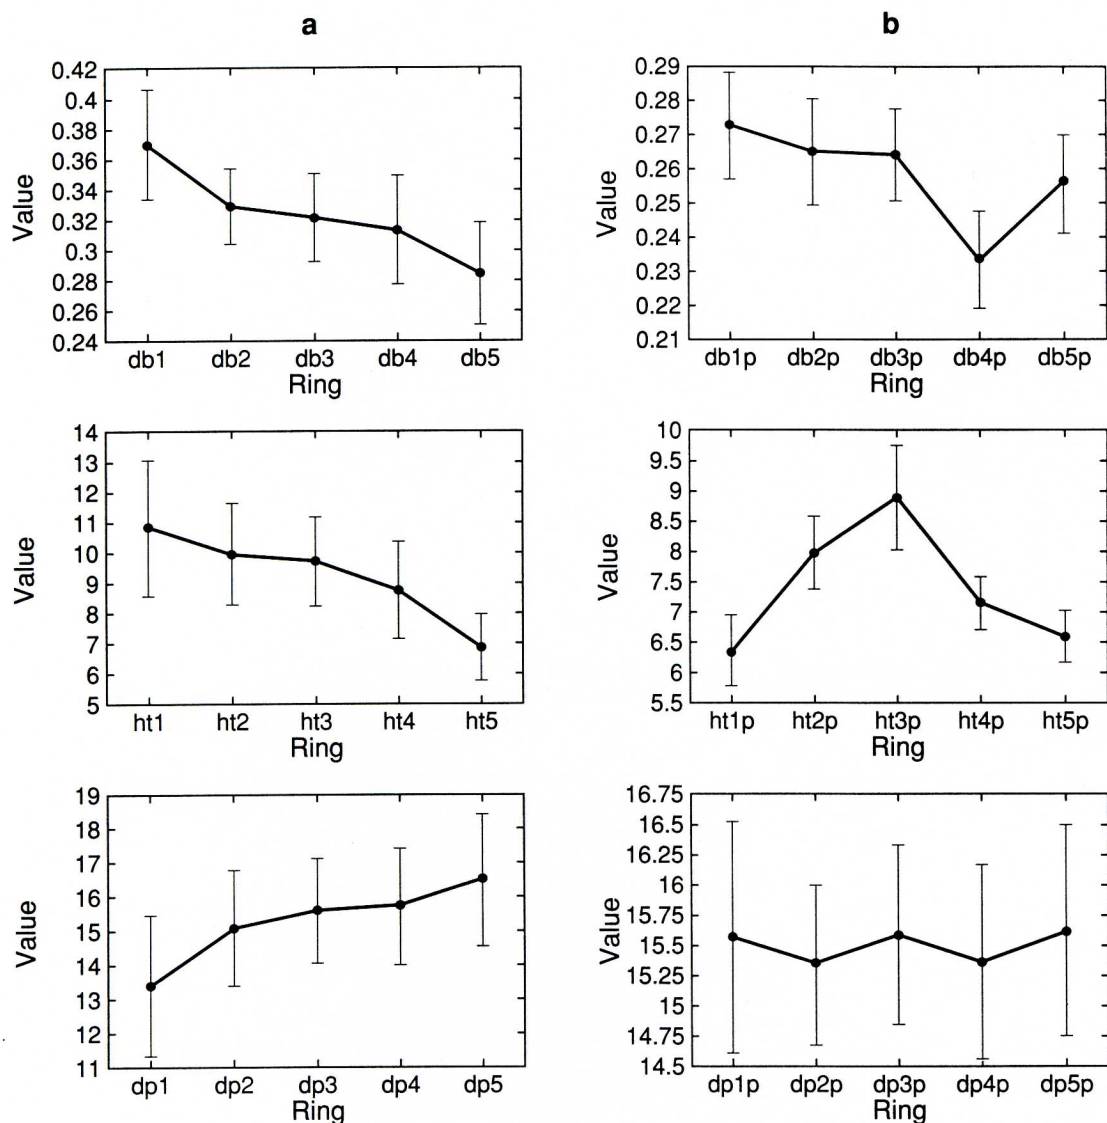 a
b
0.42
0.4
0.38
0.36
0.34
0.32
0.3
0.28
0.26
0.24
Value
db1 db2 db3 db4 db5
Ring
0.29
0.28
0.27
0.26
0.25
0.24
0.23
0.22
0.21
Value
db1p db2p db3p db4p db5p
Ring
14
13
12
11
10
9
8
7
6
5
Value
ht1 ht2 ht3 ht4 ht5
Ring
10
9.5
9
8.5
8
7.5
7
6.5
6
5.5
Value
ht1p ht2p ht3p ht4p ht5p
Ring
19
18
17
16
15
14
13
12
11
Value
dp1 dp2 dp3 dp4 dp5
Ring
16.75
16.5
16.25
16
15.75
15.5
15.25
15
14.75
14.5
Value
dp1p dp2p dp3p dp4p dp5p
Ring